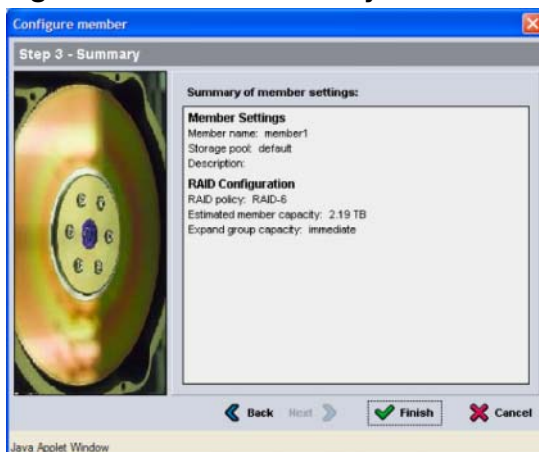 Configure member
Step 3 - Summary
Summary of member settings:
Member Settings
Member name: member1
Storage pool: default
Description:
RAID Configuration
RAID policy: RAID-6
Estimated member capacity: 2.19 TB
Expand group capacity: immediate
Back Next Finish Cancel
Java Applet Window